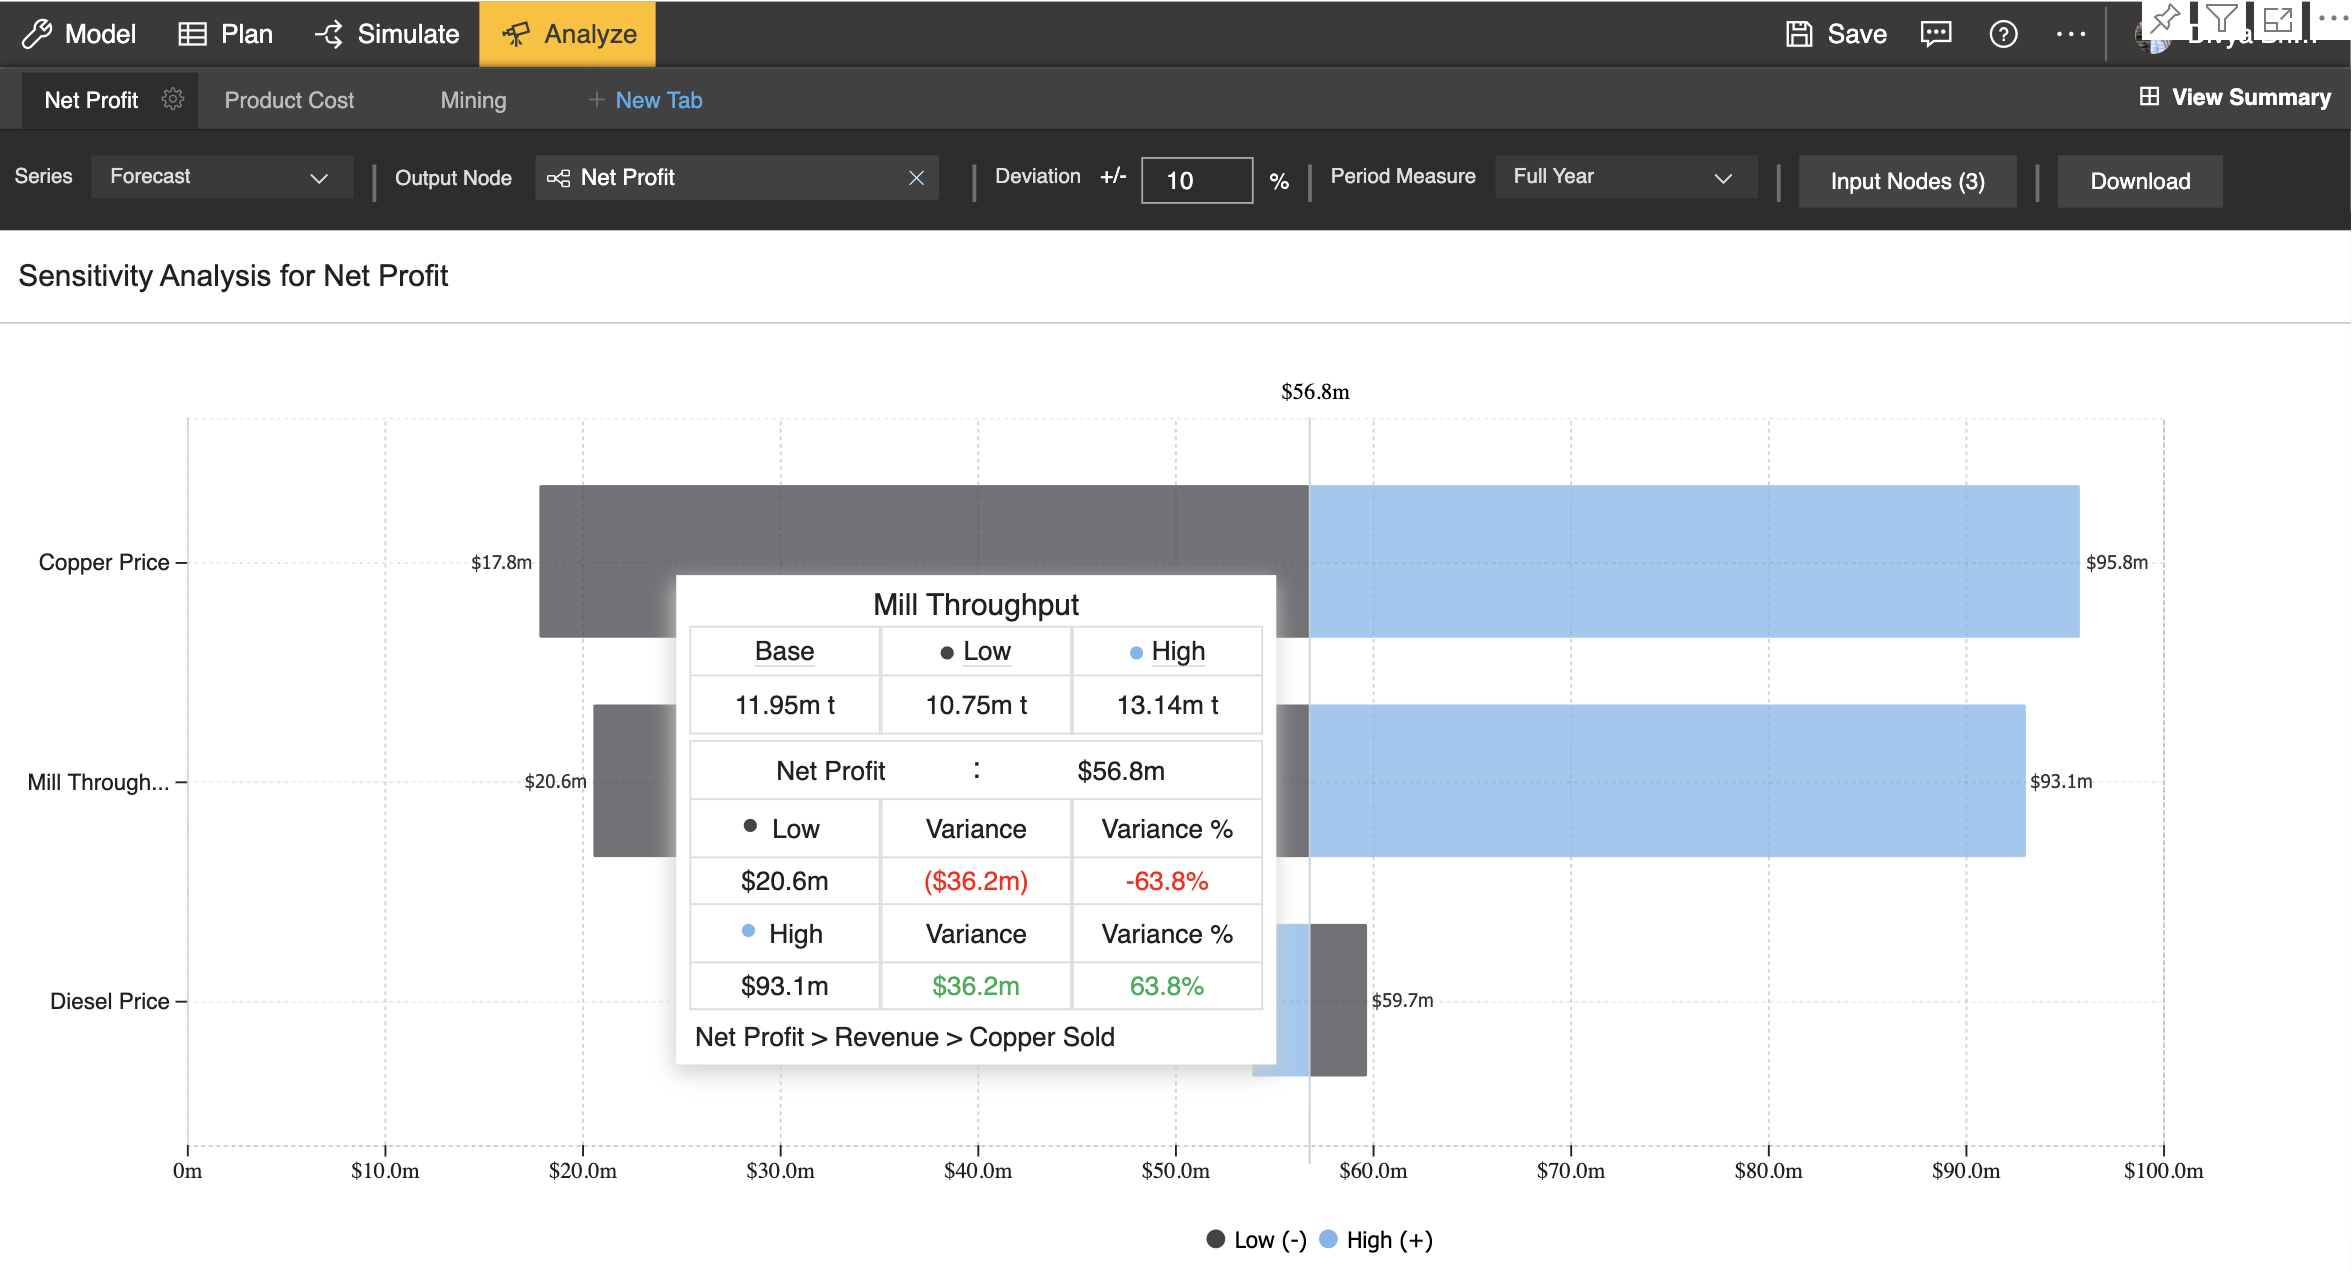 Model Plan Simulate Analyze Save
Net Profit Product Cost Mining + New Tab View Summary
Series Forecast Output Node Net Profit Deviation +/- 10 % Period Measure Full Year Input Nodes (3) Download
Sensitivity Analysis for Net Profit
$56.8m
Copper Price
$17.8m
$95.8m
Mill Through...
$20.6m
$93.1m
Diesel Price
$59.7m
Mill Throughput
Base Low High
11.95m t 10.75m t 13.14m t
Net Profit : $56.8m
Low Variance Variance %
$20.6m ($36.2m) -63.8%
High Variance Variance %
$93.1m $36.2m 63.8%
Net Profit > Revenue > Copper Sold
0m $10.0m $20.0m $30.0m $40.0m $50.0m $60.0m $70.0m $80.0m $90.0m $100.0m
Low (-) High (+)